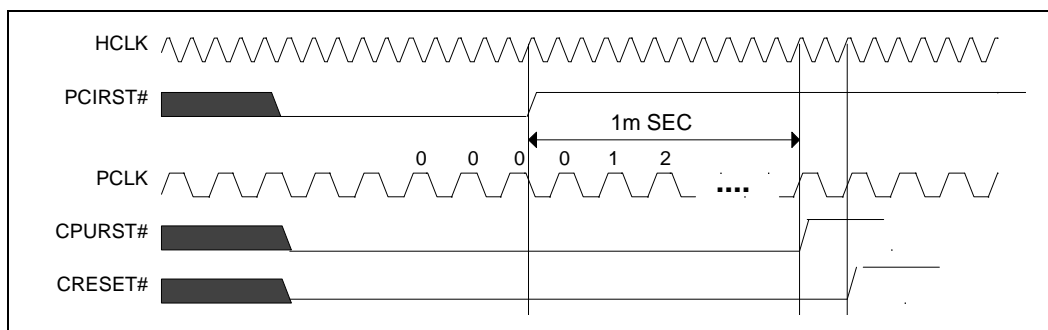 HCLK
PCIRST#
1m SEC
0 0 0 0 1 2
PCLK
....
CPURST#
CRESET#